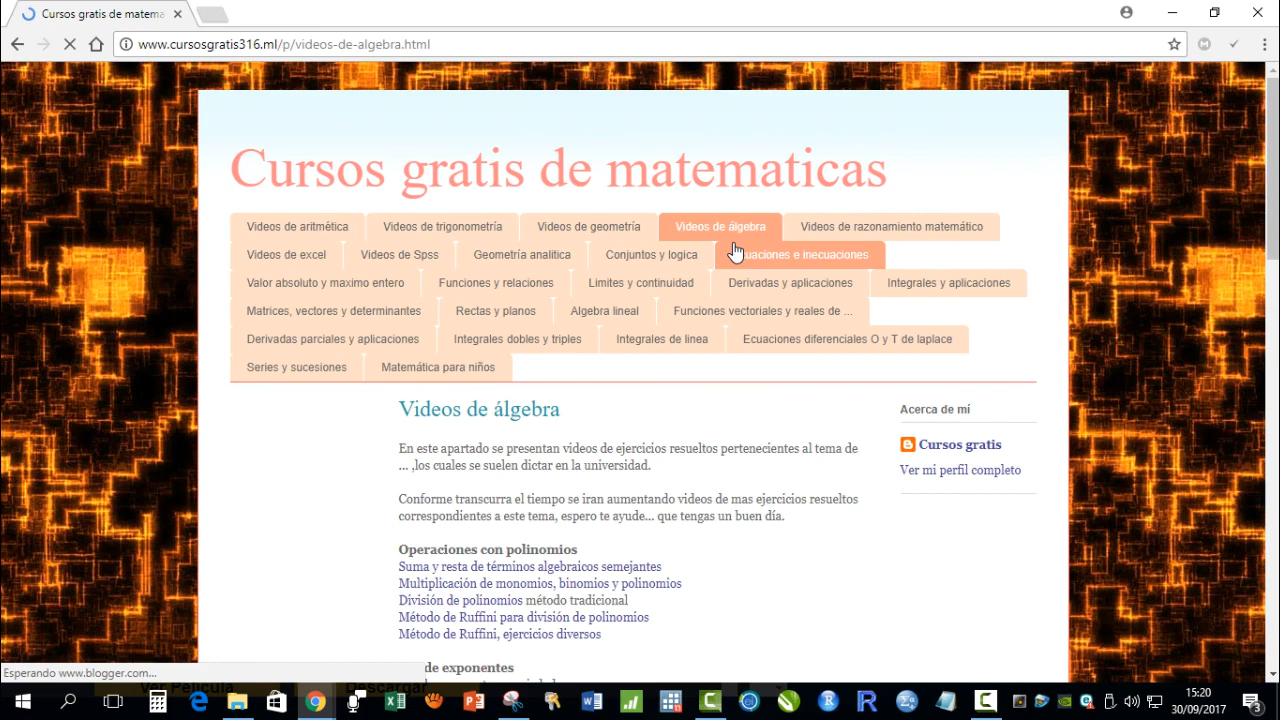 Cursos gratis de matema
www.cursosgratis316.ml/p/videos-de-algebra.html
Cursos gratis de matematicas
Videos de aritmética Videos de trigonometría Videos de geometría Videos de álgebra Videos de razonamiento matemático
Videos de excel Videos de Spss Geometría analitica Conjuntos y logica uaciones e inecuaciones
Valor absoluto y maximo entero Funciones y relaciones Limites y continuidad Derivadas y aplicaciones Integrales y aplicaciones
Matrices, vectores y determinantes Rectas y planos Algebra lineal Funciones vectoriales y reales de ...
Derivadas parciales y aplicaciones Integrales dobles y triples Integrales de linea Ecuaciones diferenciales O y T de laplace
Series y sucesiones Matemática para niños
Videos de álgebra
En este apartado se presentan videos de ejercicios resueltos pertenecientes al tema de
... ,los cuales se suelen dictar en la universidad.
Conforme transcurra el tiempo se iran aumentando videos de mas ejercicios resueltos
correspondientes a este tema, espero te ayude... que tengas un buen día.
Operaciones con polinomios
Suma y resta de términos algebraicos semejantes
Multiplicación de monomios, binomios y polinomios
División de polinomios método tradicional
Método de Ruffini para división de polinomios
Método de Ruffini, ejercicios diversos
de exponentes
Acerca de mí
Cursos gratis
Ver mi perfil completo
Esperando www.blogger.com...
Ver Película Descargar
15:20
30/09/2017